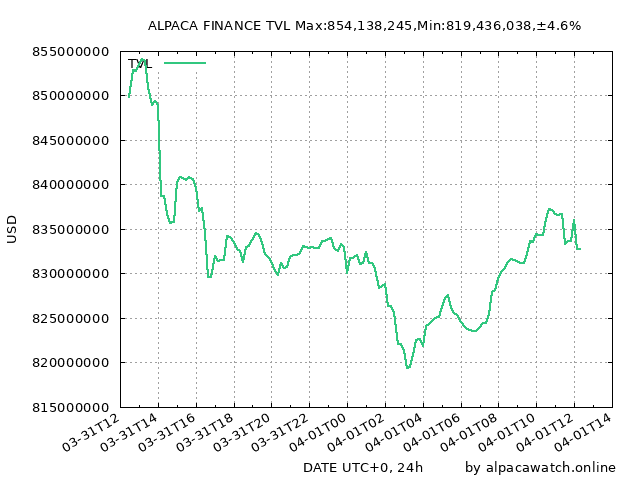 ALPACA FINANCE TVL Max:854,138,245,Min:819,436,038,±4.6%
TVL
855000000
850000000
845000000
840000000
835000000
830000000
825000000
820000000
815000000
USD
03-31T12
03-31T14
03-31T16
03-31T18
03-31T20
03-31T22
04-01T00
04-01T02
04-01T04
04-01T06
04-01T08
04-01T10
04-01T12
04-01T14
DATE UTC+0, 24h
by alpacawatch.online